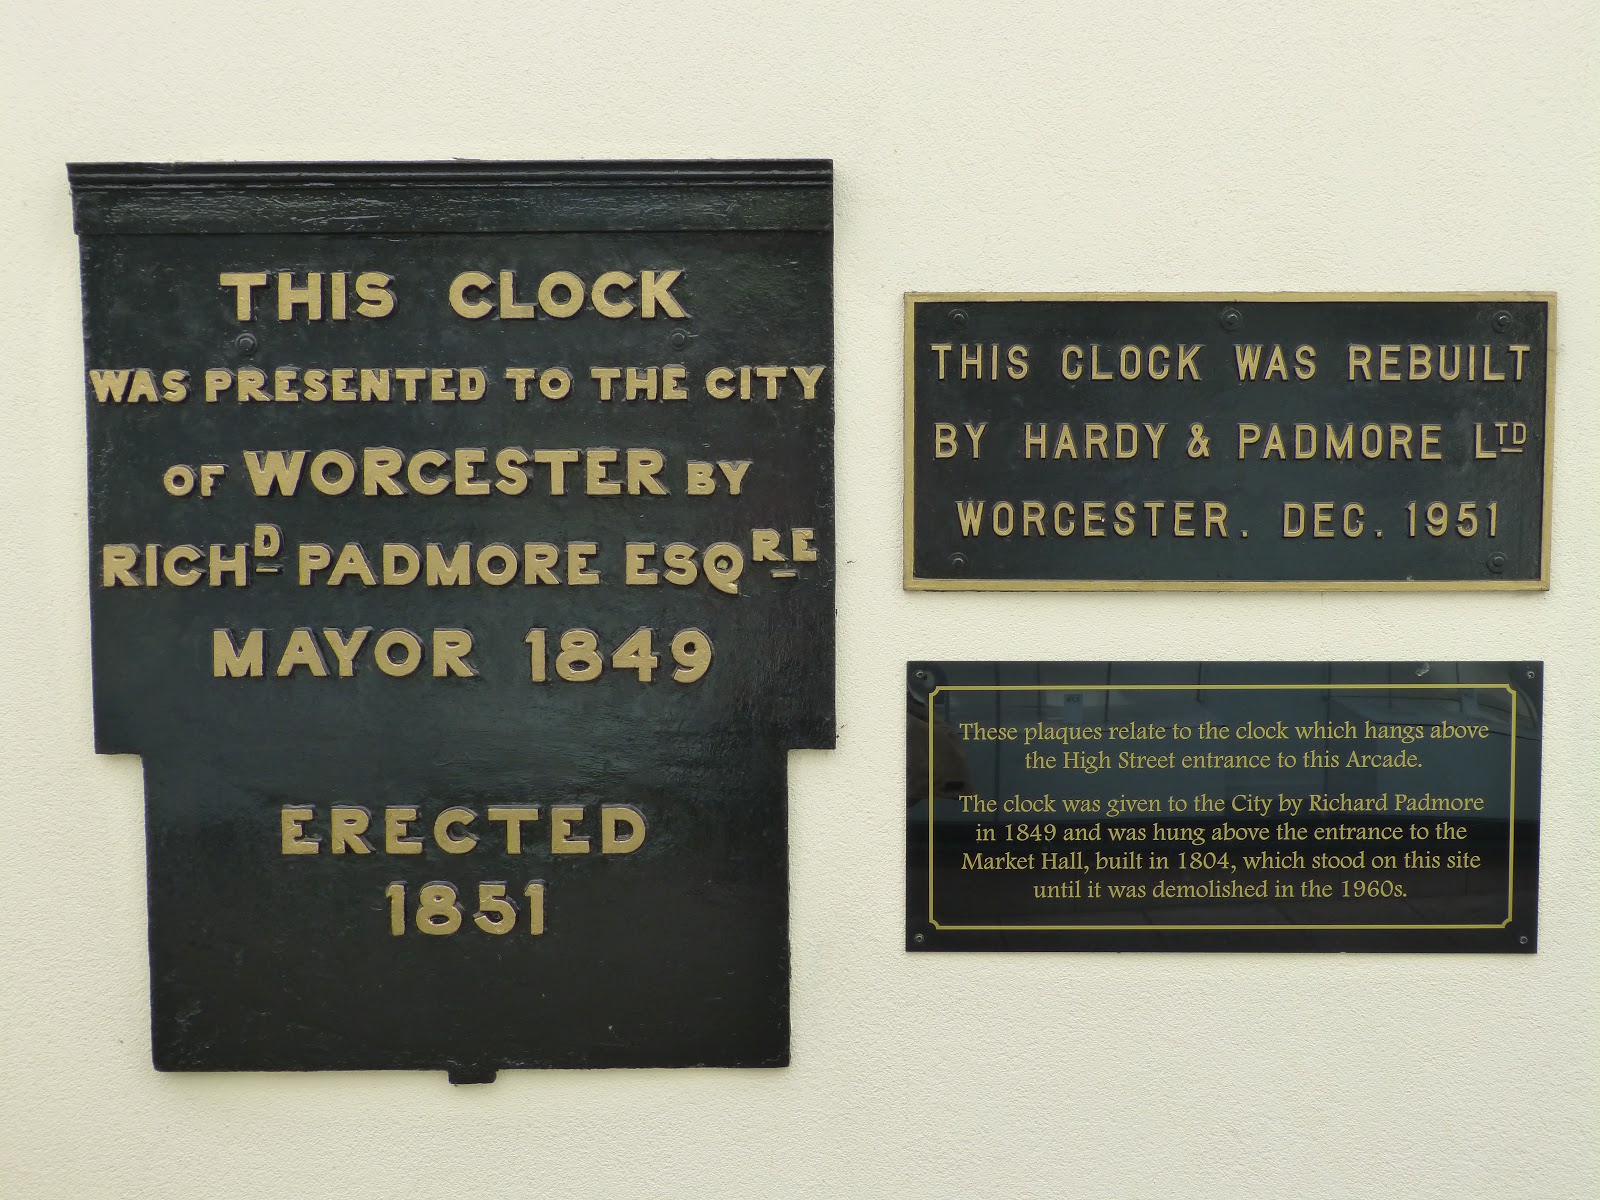 THIS CLOCK
WAS PRESENTED TO THE CITY
OF WORCESTER BY
RICHD PADMORE ESQRE
MAYOR 1849
ERECTED
1851
THIS CLOCK WAS REBUILT
BY HARDY & PADMORE LTD
WORCESTER. DEC. 1951
These plaques relate to the clock which hangs above
the High Street entrance to this Arcade.
The clock was given to the City by Richard Padmore
in 1849 and was hung above the entrance to the
Market Hall, built in 1804, which stood on this site
until it was demolished in the 1960s.